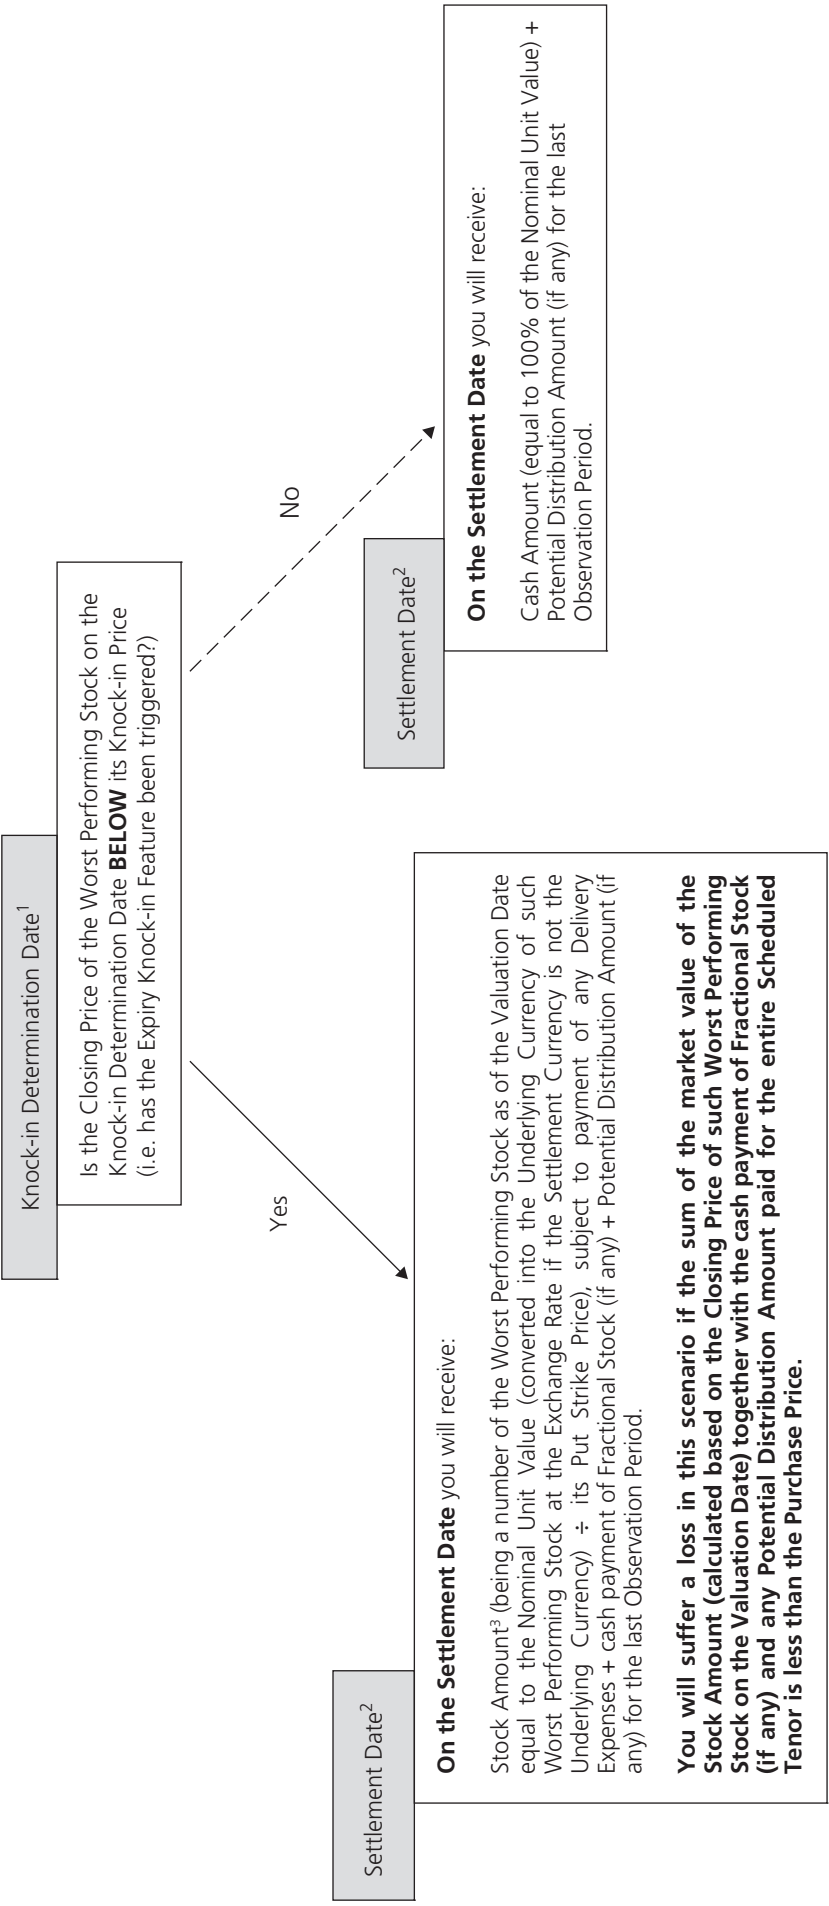 Knock-in Determination Date1
Is the Closing Price of the Worst Performing Stock on the
Knock-in Determination Date BELOW its Knock-in Price
(i.e. has the Expiry Knock-in Feature been triggered?)
Yes
No
Settlement Date2
On the Settlement Date you will receive:
Stock Amount3 (being a number of the Worst Performing Stock as of the Valuation Date
equal to the Nominal Unit Value (converted into the Underlying Currency of such
Worst Performing Stock at the Exchange Rate if the Settlement Currency is not the
Underlying Currency) ÷ its Put Strike Price), subject to payment of any Delivery
Expenses + cash payment of Fractional Stock (if any) + Potential Distribution Amount (if
any) for the last Observation Period.
You will suffer a loss in this scenario if the sum of the market value of the
Stock Amount (calculated based on the Closing Price of such Worst Performing
Stock on the Valuation Date) together with the cash payment of Fractional Stock
(if any) and any Potential Distribution Amount paid for the entire Scheduled
Tenor is less than the Purchase Price.
Settlement Date2
On the Settlement Date you will receive:
Cash Amount (equal to 100% of the Nominal Unit Value) +
Potential Distribution Amount (if any) for the last
Observation Period.